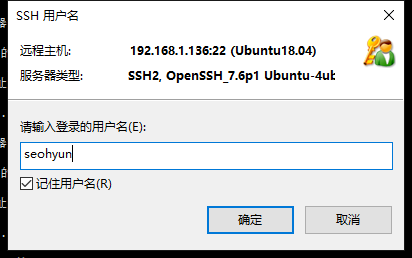 SSH 用户名
远程主机: 192.168.1.136:22 (Ubuntu18.04)
服务器类型: SSH2, OpenSSH_7.6p1 Ubuntu-4ub
请输入登录的用户名(E):
seohyun
记住用户名(R)
确定 取消